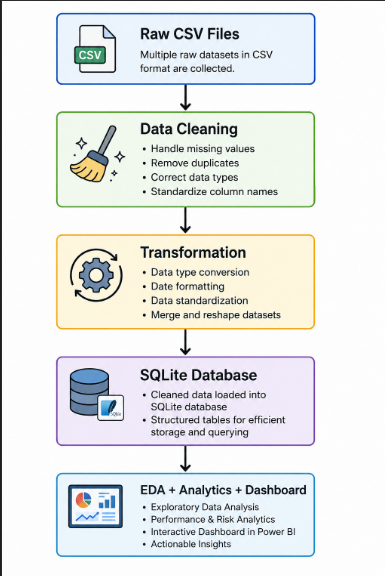 Raw CSV Files
CSV
Multiple raw datasets in CSV
format are collected.
Data Cleaning
• Handle missing values
• Remove duplicates
• Correct data types
• Standardize column names
Transformation
• Data type conversion
• Date formatting
• Data standardization
• Merge and reshape datasets
SQLite Database
• Cleaned data loaded into
SQLite database
• Structured tables for efficient
storage and querying
EDA + Analytics + Dashboard
• Exploratory Data Analysis
• Performance & Risk Analytics
• Interactive Dashboard in Power BI
• Actionable Insights